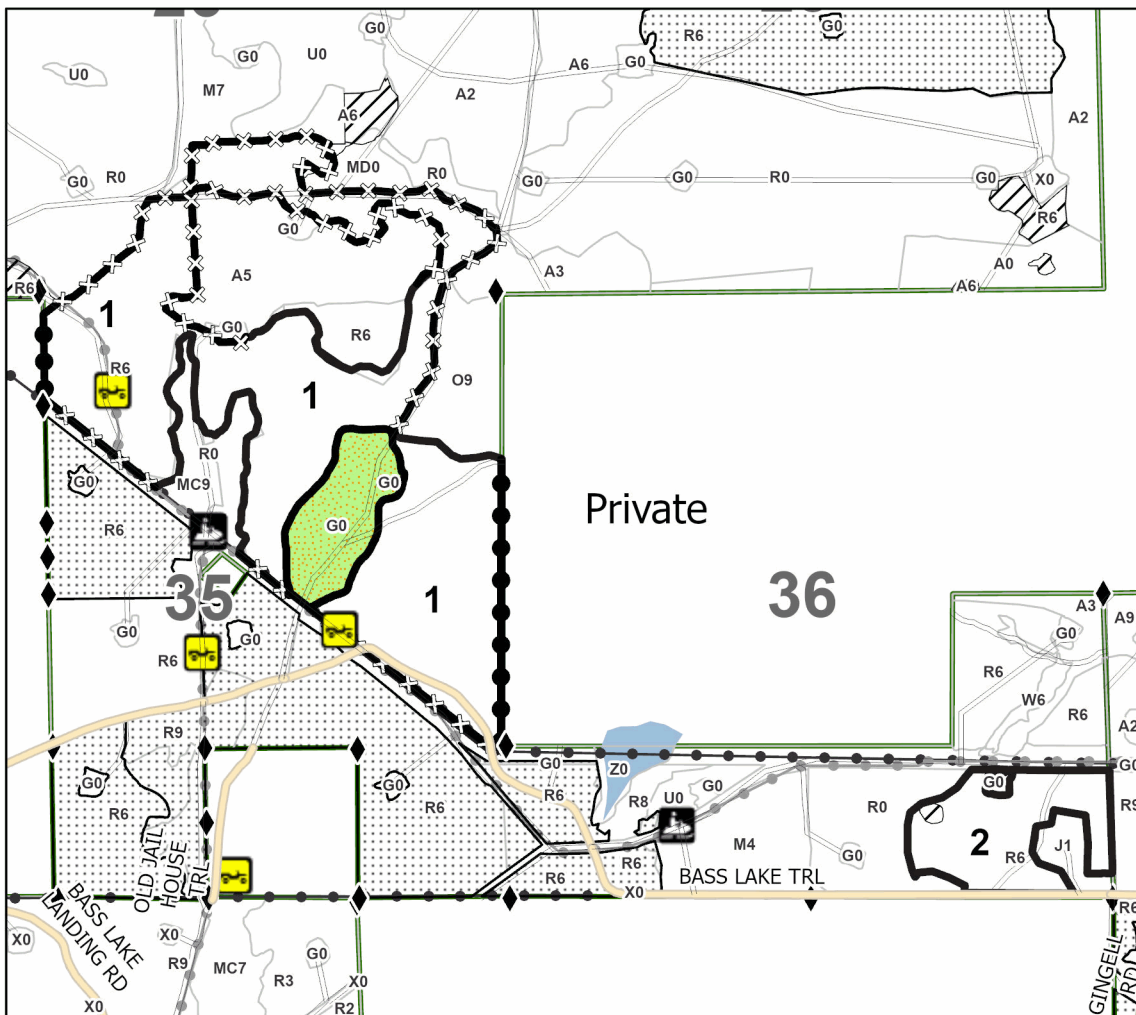 G0
R6
G0
U0
G0
U0
A6
G0
M7
A2
A2
A6
MD0
G0
R0
R0
G0
G0
R0
G0
X0
R6
G0
A5
A3
A0
R6
A6
1
G0
R6
R6
O9
1
R0
G0
MC9
G0
Private
R6
G0
35
36
1
A3
A9
G0
G0
G0
R6
R6
W6
R6
A2
R9
G0
G0
Z0
G0
G0
G0
R6
R8
U0
R0
R9
R6
R6
M4
2
J1
R6
G0
R6
R6
OLD JAIL
HOUSE
TRL
BASS LAKE TRL
X0
BASS LAKE
LANDING RD
R6
X0
X0
R9
MC7
G0
R3
X0
R2
X0
GINGELL
RD